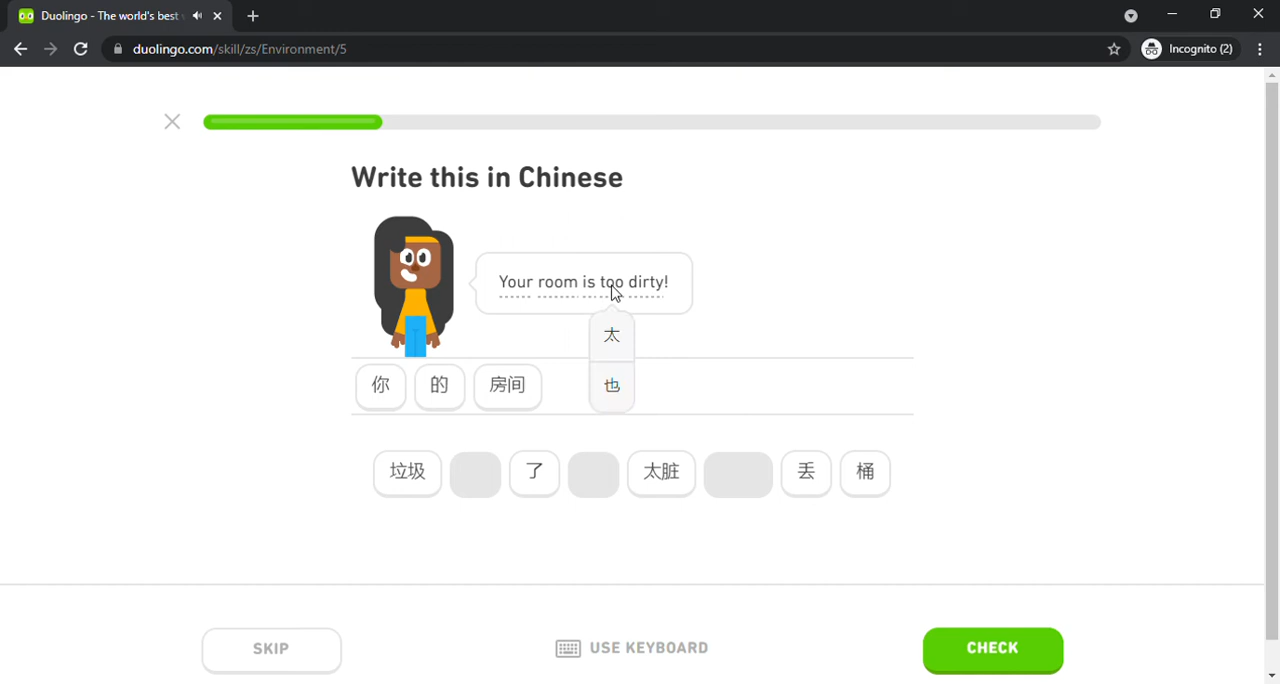 Duolingo - The world's best
duolingo.com/skill/zs/Environment/5
Incognito (2)
Write this in Chinese
Your room is too dirty!
太
你 的 房间 也
垃圾 了 太脏 丢 桶
SKIP
USE KEYBOARD
CHECK